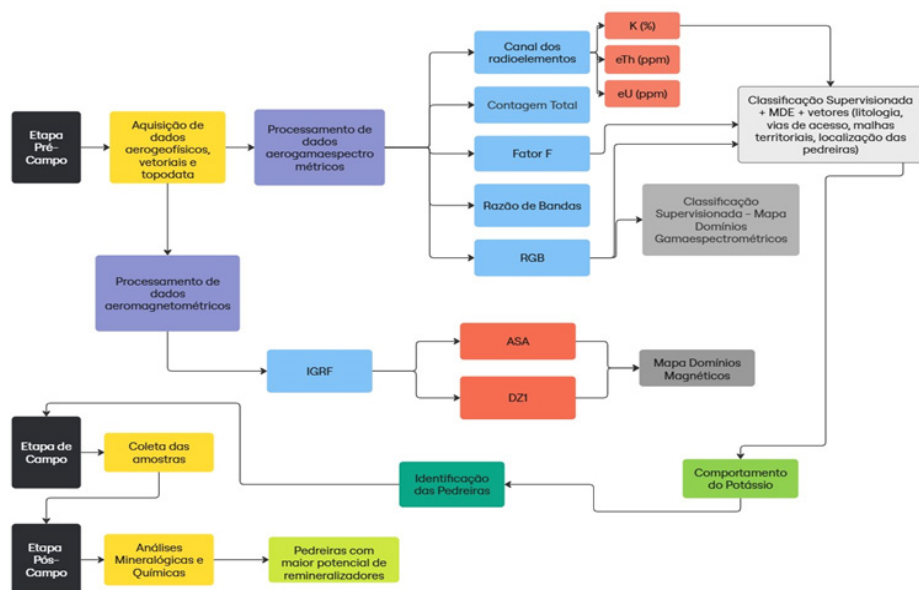 K (%)
Canal dos
radioelementos
eTh (ppm)
eU (ppm)
Classificação Supervisionada
+ MDE + vetores (litologia,
vias de acesso, malhas
territoriais, localização das
pedreiras)
Contagem Total
Etapa
Pré-
Campo
Aquisição de
dados
aerogeofísicos,
vetoriais e
topodata
Processamento de
dados
aerogamaespectro
métricos
Fator F
Razão de Bandas
Classificação
Supervisionada - Mapa
Domínios
Gamaespectrométricos
RGB
Processamento de
dados
aeromagnetométricos
IGRF
ASA
DZ1
Mapa Domínios
Magnéticos
Etapa de
Campo
Coleta das
amostras
Identificação
das Pedreiras
Comportamento
do Potássio
Etapa
Pós-
Campo
Análises
Mineralógicas e
Químicas
Pedreiras com
maior potencial de
remineralizadores